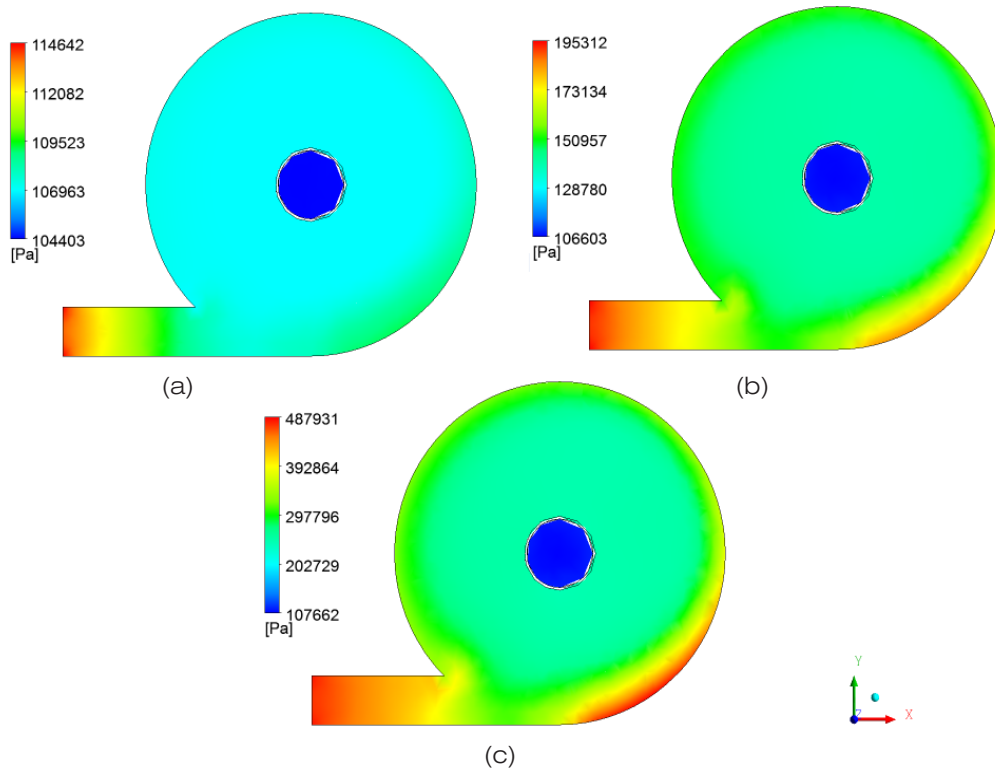 114642
112082
109523
106963
104403
[Pa]
(a)
195312
173134
150957
128780
106603
[Pa]
(b)
487931
392864
297796
202729
107662
[Pa]
(c)
Y
Z
X